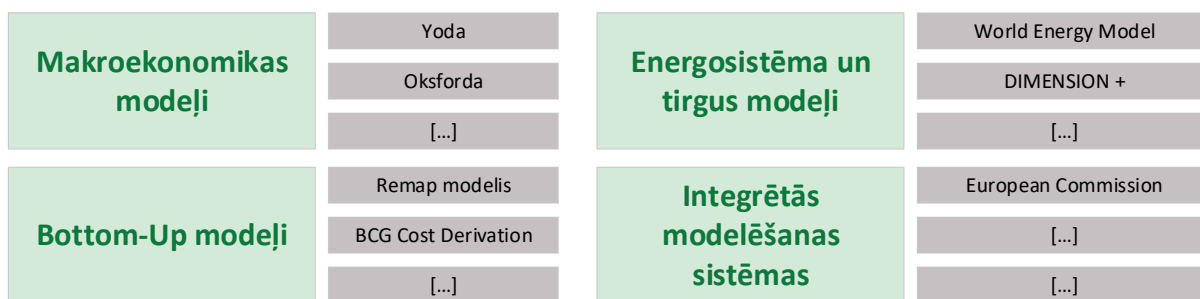 Makroekonomikas
modeļi
Yoda
Oksforda
[...]
Energosistēma un
tirgus modeļi
World Energy Model
DIMENSION +
[...]
Bottom-Up modeļi
Remap modelis
BCG Cost Derivation
[...]
Integrētās
modelēšanas
sistēmas
European Commission
[...]
[...]